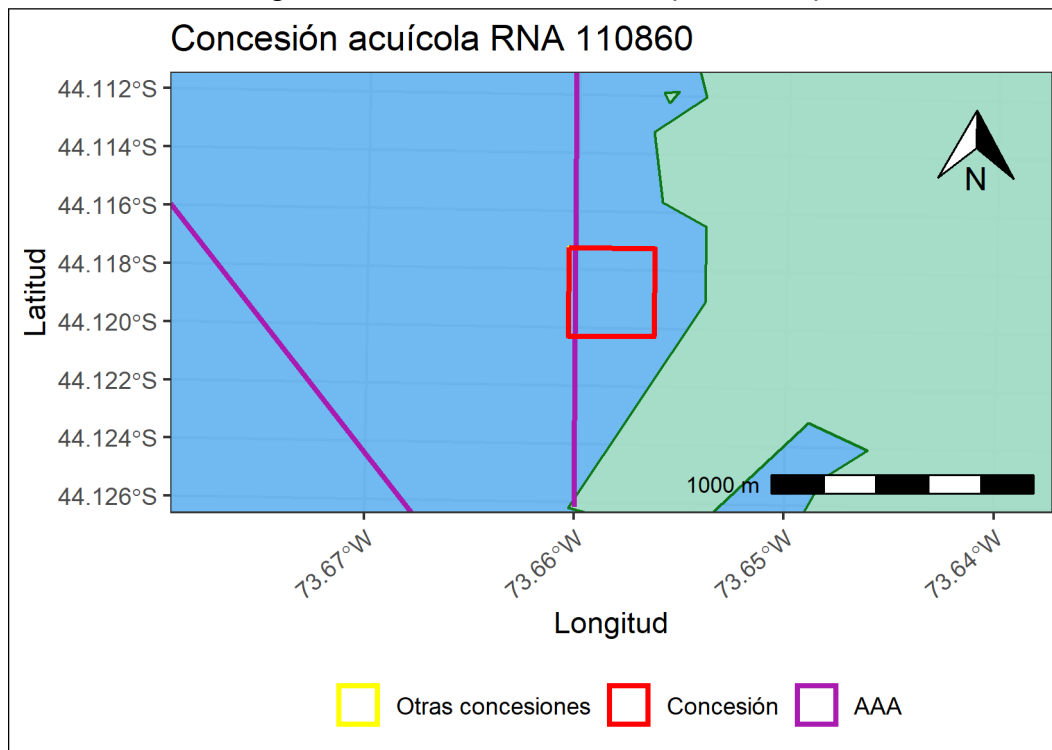 Concesión acuícola RNA 110860
44.112°S
44.114°S
44.116°S
44.118°S
44.120°S
44.122°S
44.124°S
44.126°S
Latitud
N
1000 m
73.67°W
73.66°W
73.65°W
73.64°W
Longitud
Otras concesiones
Concesión
AAA